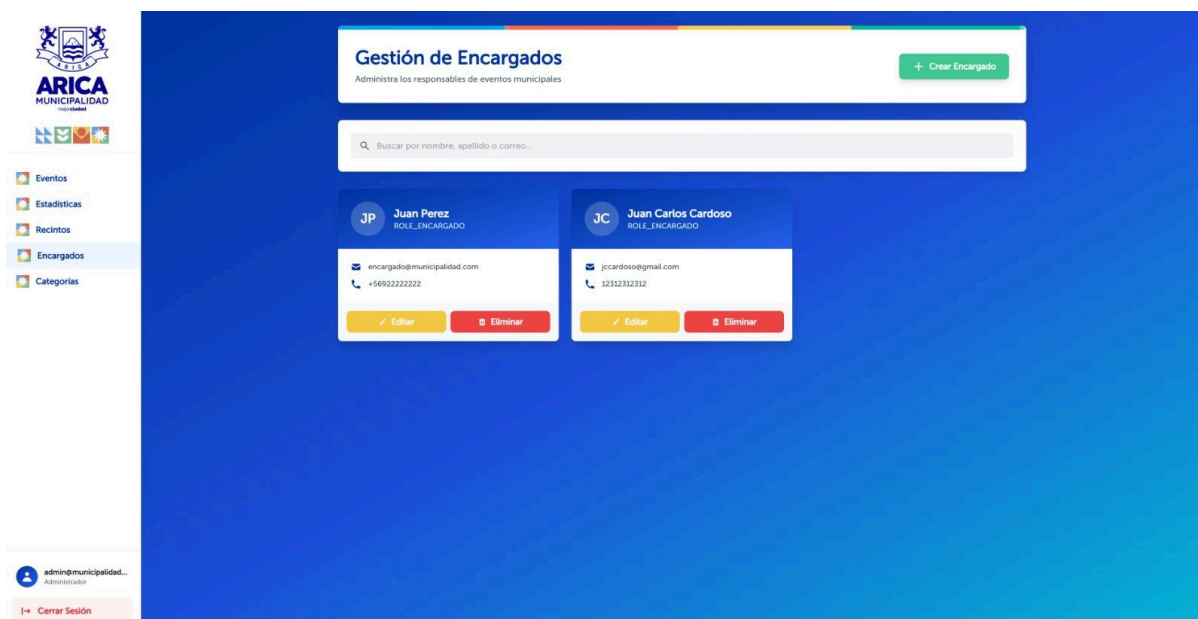 ARICA
ARICA
MUNICIPALIDAD
Eventos
Estadísticas
Recintos
Encargados
Categorías
admin@municipalidad...
Administrador
Cerrar Sesión
Gestión de Encargados
Administra los responsables de eventos municipales
+ Crear Encargado
Buscar por nombre, apellido o correo...
JP
Juan Perez
ROLE_ENCARGADO
encargado@municipalidad.com
+56922222222
Editar
Eliminar
JC
Juan Carlos Cardoso
ROLE_ENCARGADO
jccardoso@gmail.com
12312312312
Editar
Eliminar